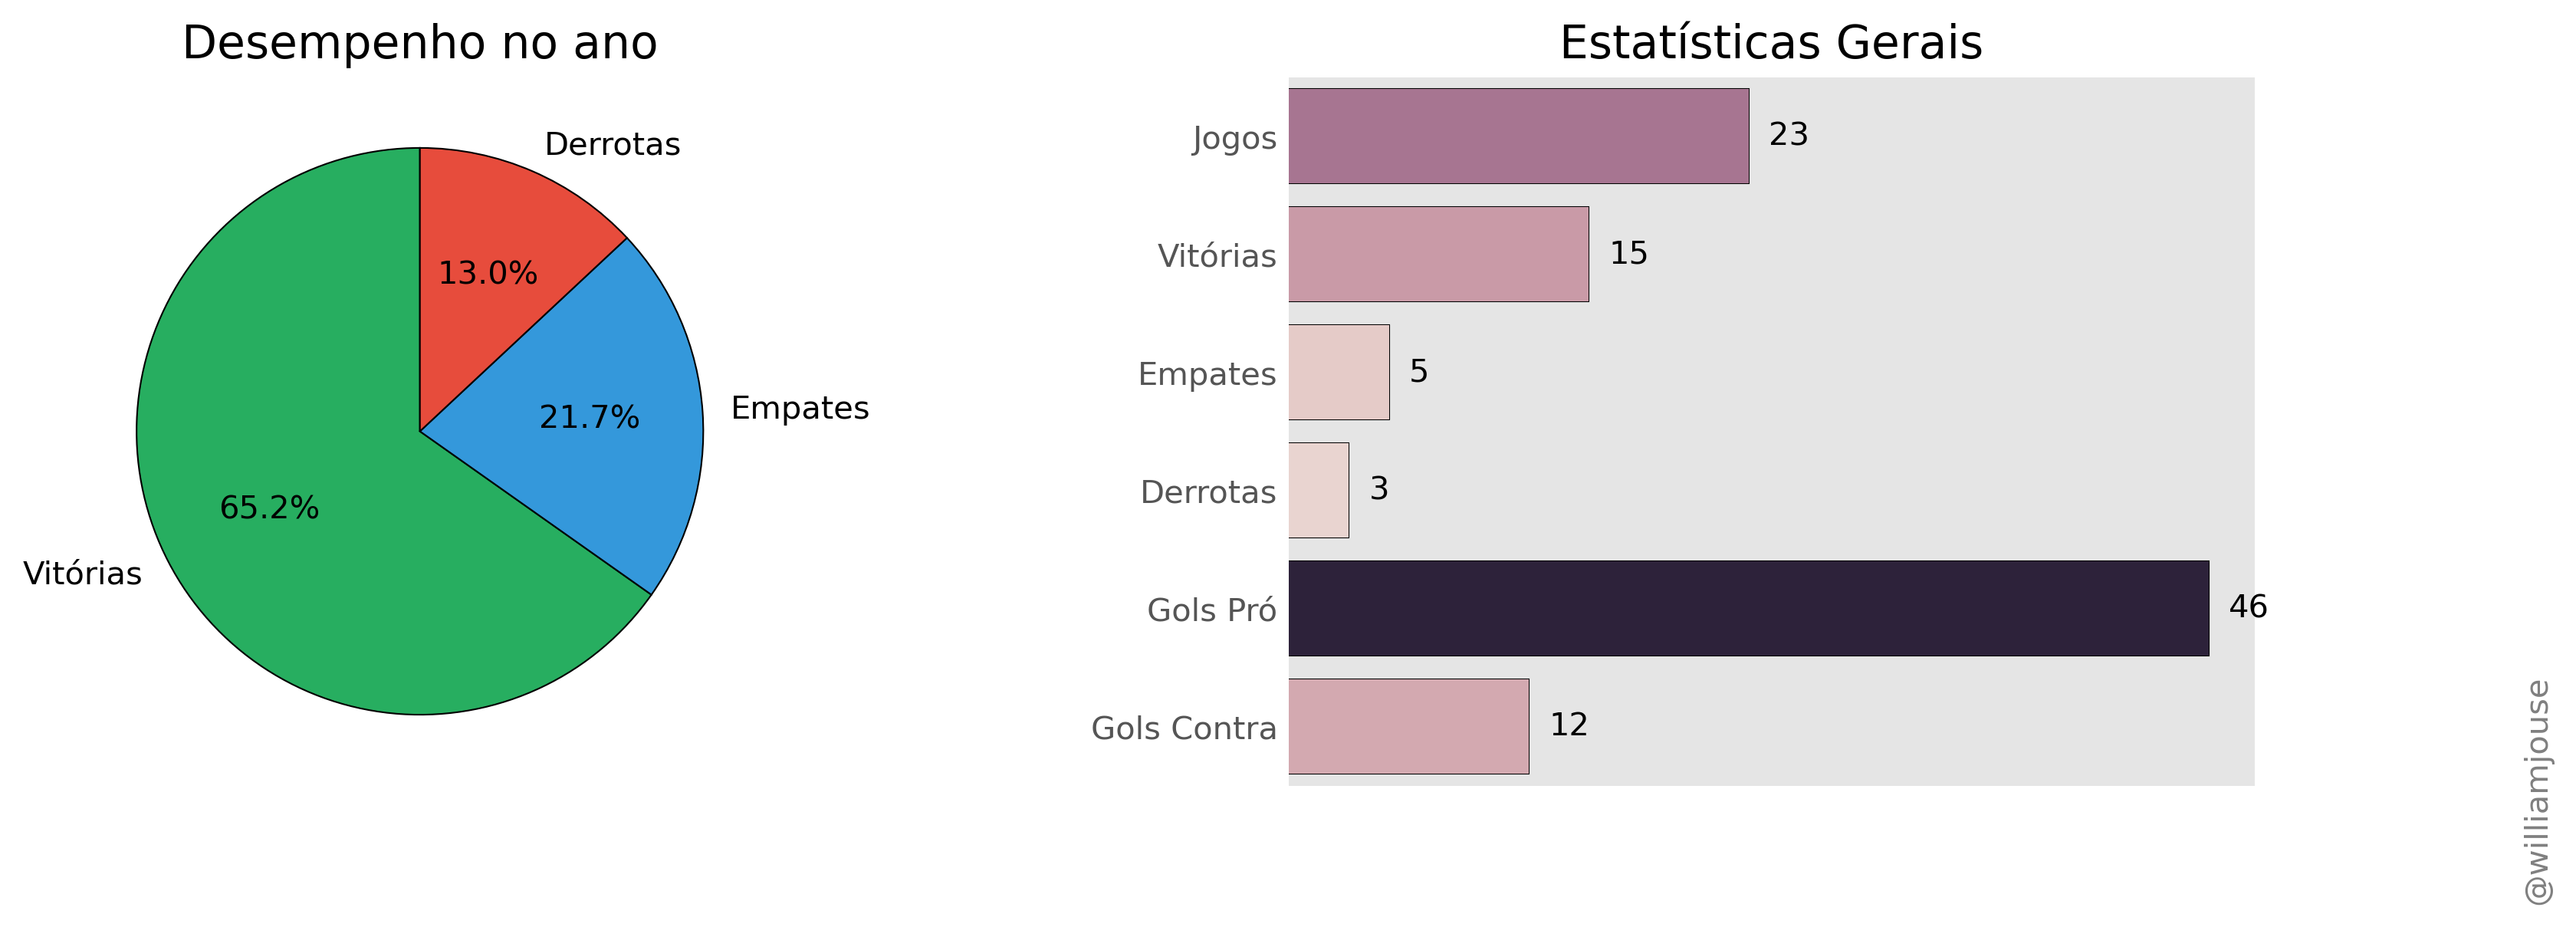 Desempenho no ano
Derrotas
13.0%
21.7%
Empates
65.2%
Vitórias
Estatísticas Gerais
Jogos
23
Vitórias
15
Empates
5
Derrotas
3
Gols Pró
46
Gols Contra
12
@williamjouse